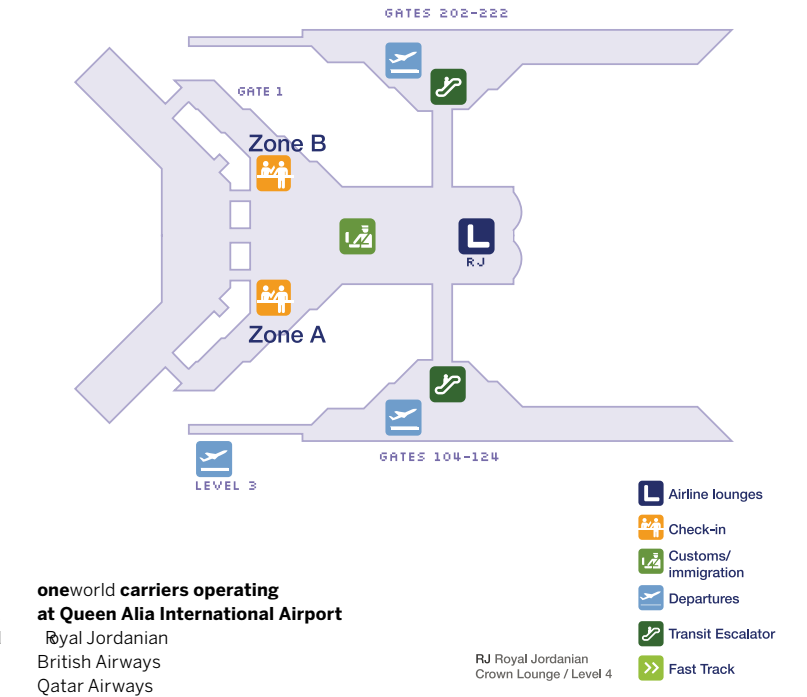 GATES 202-222
GATE 1
Zone B
L
RJ
Zone A
GATES 104-124
LEVEL 3
L Airline lounges
Check-in
Customs/
immigration
Departures
Transit Escalator
Fast Track
oneworld carriers operating
at Queen Alia International Airport
Royal Jordanian
British Airways
Qatar Airways
RJ Royal Jordanian
Crown Lounge / Level 4